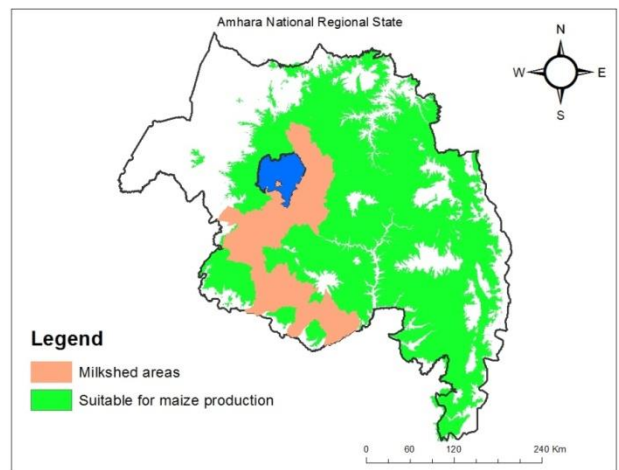 Amhara National Regional State
N
W E
S
Legend
Milkshed areas
Suitable for maize production
0 60 120 240 Km